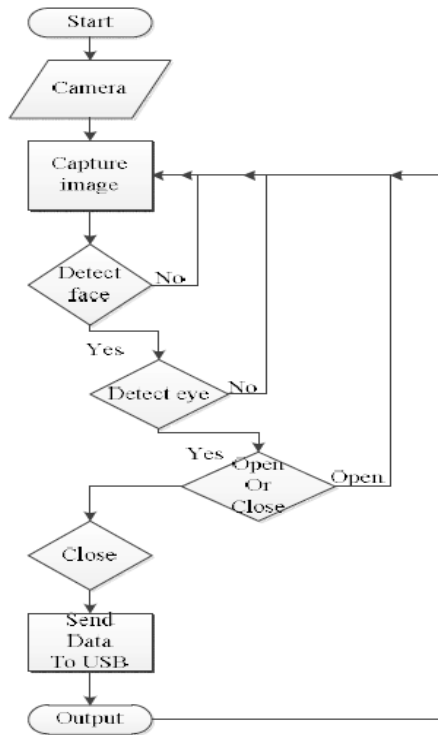 Start
Camera
Capture
image
Detect
face
No
Yes
Detect eye
No
Yes
Open
Or
Close
Open
Close
Send
Data
To USB
Output